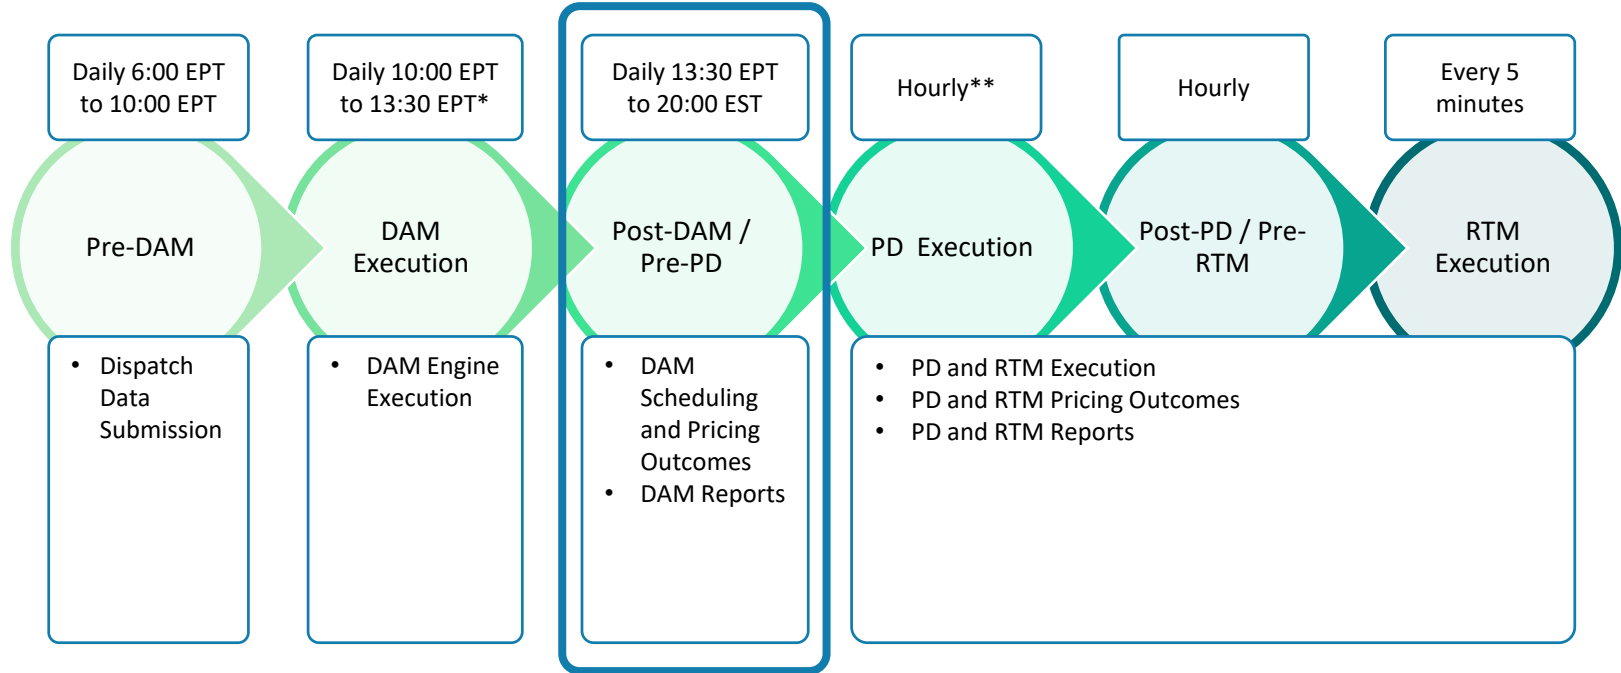 Daily 6:00 EPT
to 10:00 EPT
Daily 10:00 EPT
to 13:30 EPT*
Daily 13:30 EPT
to 20:00 EST
Hourly**
Hourly
Every 5
minutes
Pre-DAM
DAM
Execution
Post-DAM /
Pre-PD
PD Execution
Post-PD / Pre-
RTM
RTM
Execution
• Dispatch
Data
Submission
• DAM Engine
Execution
• DAM
Scheduling
and Pricing
Outcomes
• DAM Reports
• PD and RTM Execution
• PD and RTM Pricing Outcomes
• PD and RTM Reports